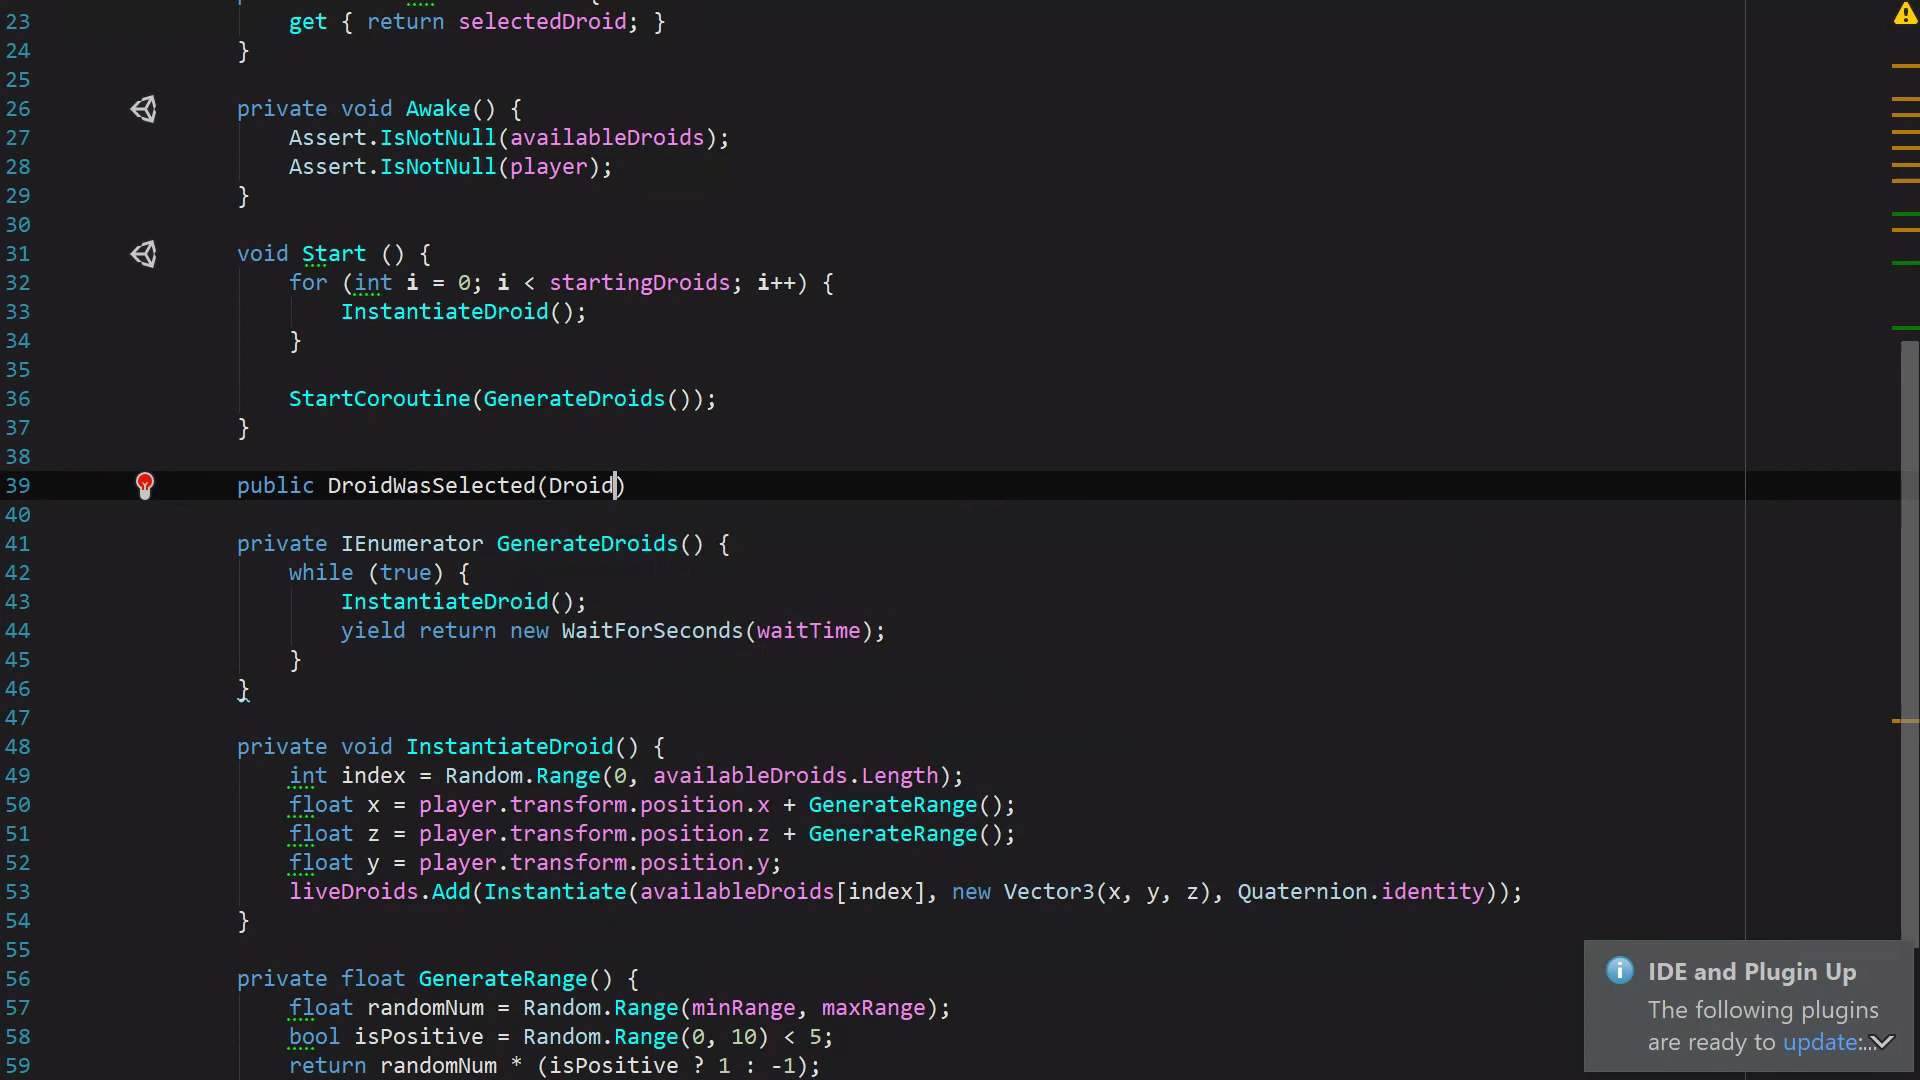 23 get { return selectedDroid; }
24 }
25
26 private void Awake() {
27 Assert.IsNotNull(availableDroids);
28 Assert.IsNotNull(player);
29 }
30
31 void Start () {
32 for (int i = 0; i < startingDroids; i++) {
33 InstantiateDroid();
34 }
35
36 StartCoroutine(GenerateDroids());
37 }
38
39 public DroidWasSelected(Droid)
40
41 private IEnumerator GenerateDroids() {
42 while (true) {
43 InstantiateDroid();
44 yield return new WaitForSeconds(waitTime);
45 }
46 }
47
48 private void InstantiateDroid() {
49 int index = Random.Range(0, availableDroids.Length);
50 float x = player.transform.position.x + GenerateRange();
51 float z = player.transform.position.z + GenerateRange();
52 float y = player.transform.position.y;
53 liveDroids.Add(Instantiate(availableDroids[index], new Vector3(x, y, z), Quaternion.identity));
54 }
55
56 private float GenerateRange() {
57 float randomNum = Random.Range(minRange, maxRange);
58 bool isPositive = Random.Range(0, 10) < 5;
59 return randomNum * (isPositive ? 1 : -1);
IDE and Plugin Up
The following plugins
are ready to update:...